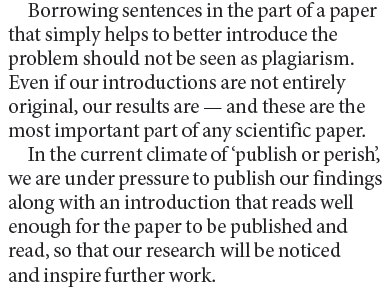 Borrowing sentences in the part of a paper
that simply helps to better introduce the
problem should not be seen as plagiarism.
Even if our introductions are not entirely
original, our results are — and these are the
most important part of any scientific paper.
In the current climate of ‘publish or perish’,
we are under pressure to publish our findings
along with an introduction that reads well
enough for the paper to be published and
read, so that our research will be noticed
and inspire further work.